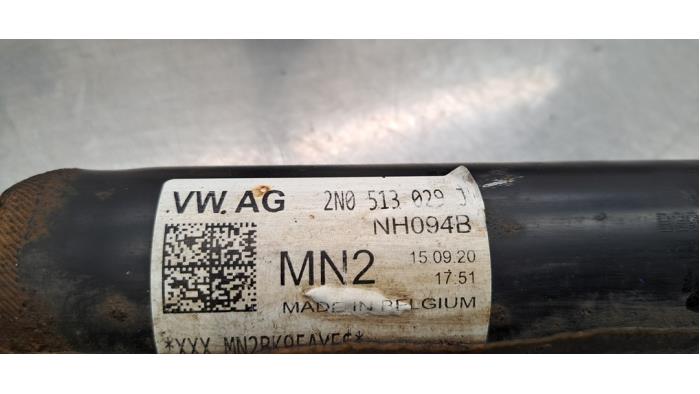 VW. AG 2N0 513 029 J
NH094B
MN2 15.09.20
17:51
MADE IN BELGIUM